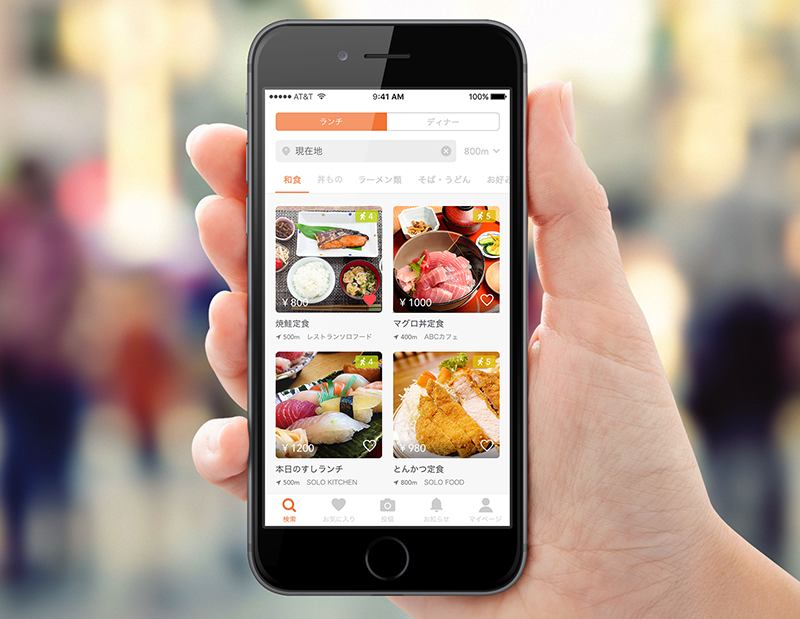 AT&T 9:41 AM 100%
ランチ ディナー
現在地 800m
和食 丼もの ラーメン類 そば・うどん お好み
4 5
¥800 ¥1000
焼鮭定食 マグロ丼定食
500m レストランソロフード 400m ABCカフェ
4 5
¥1200 ¥980
本日のすしランチ とんかつ定食
500m SOLO KITCHEN 800m SOLO FOOD
検索 お気に入り 投稿 お知らせ マイページ